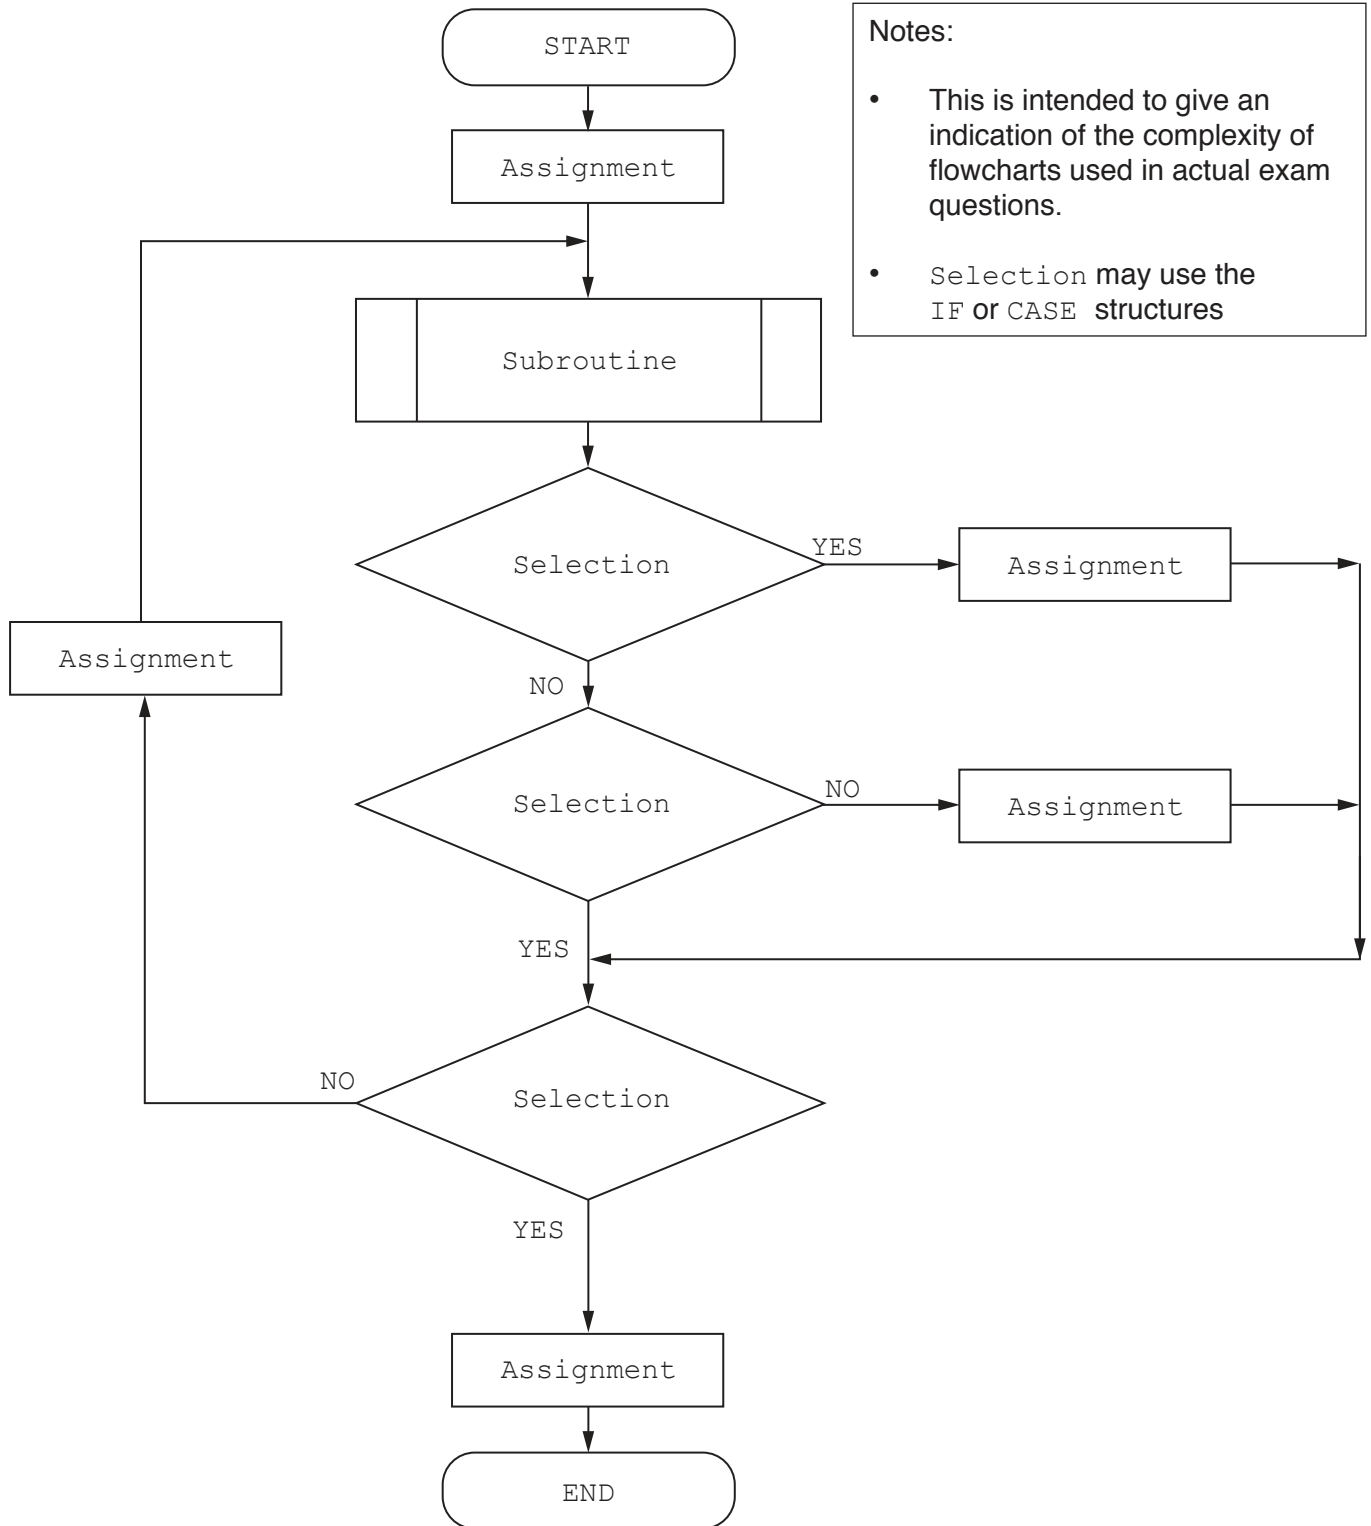 START
Notes:
• This is intended to give an
indication of the complexity of
flowcharts used in actual exam
questions.
• Selection may use the
IF or CASE structures
Assignment
Subroutine
Selection
YES
Assignment
Assignment
NO
Selection
NO
Assignment
YES
NO
Selection
YES
Assignment
END